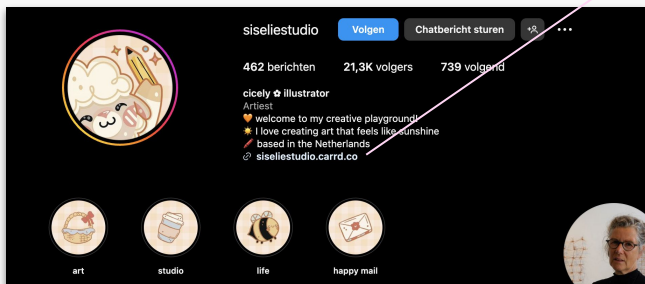 siseliestudio Volgen Chatbericht sturen
462 berichten 21,3K volgers 739 volgend
cicely ✿ illustrator
Artiest
🧡 welcome to my creative playground!
☀️ I love creating art that feels like sunshine
🖍️ based in the Netherlands
siseliestudio.carrd.co
art studio life happy mail